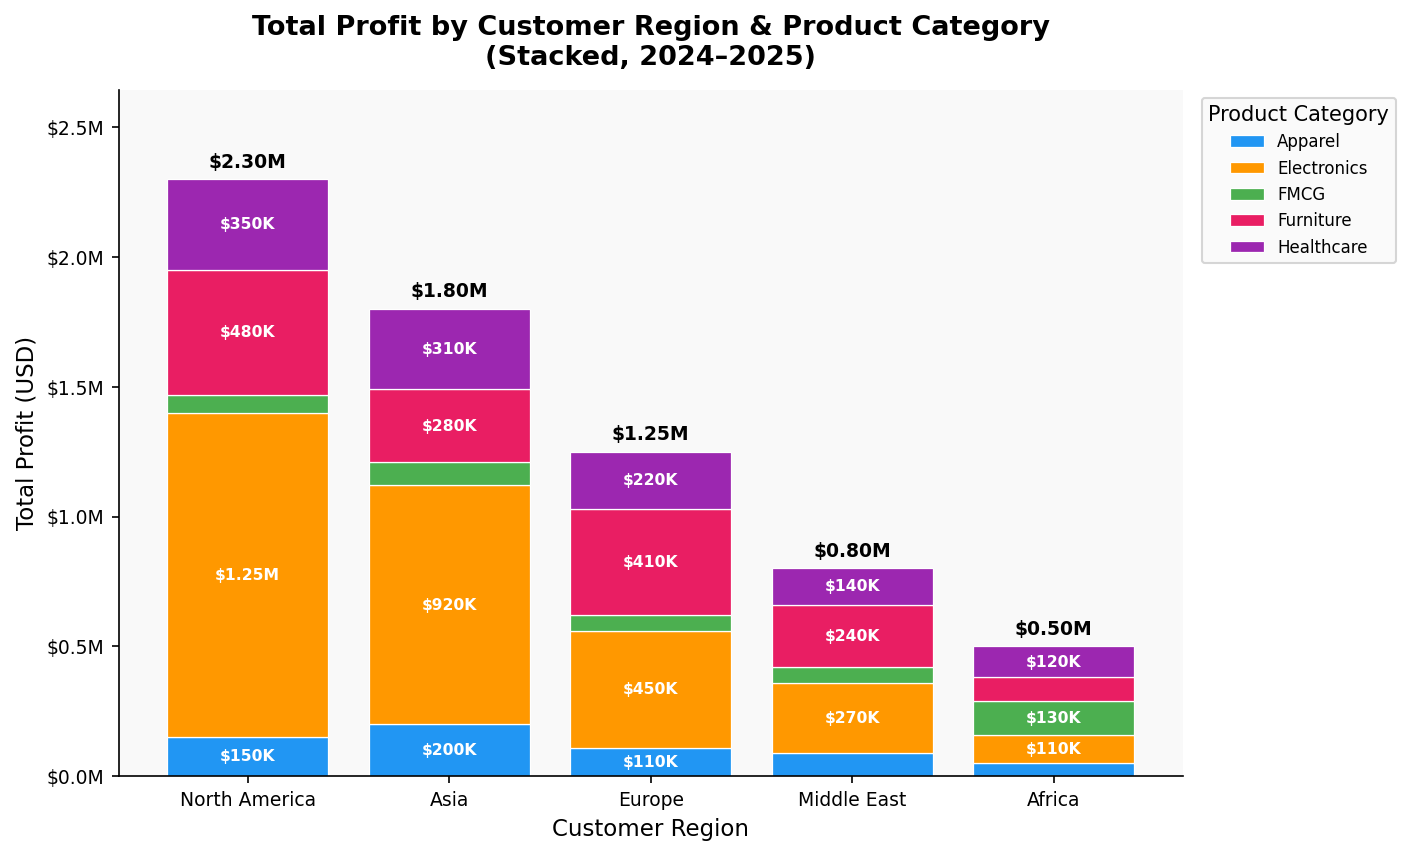 Total Profit by Customer Region & Product Category
(Stacked, 2024–2025)
Product Category
Apparel
Electronics
FMCG
Furniture
Healthcare
Total Profit (USD)
$2.5M
$2.0M
$1.5M
$1.0M
$0.5M
$0.0M
$2.30M
$350K
$480K
$1.25M
$150K
$1.80M
$310K
$280K
$920K
$200K
$1.25M
$220K
$410K
$450K
$110K
$0.80M
$140K
$240K
$270K
$0.50M
$120K
$130K
$110K
North America
Asia
Europe
Middle East
Africa
Customer Region